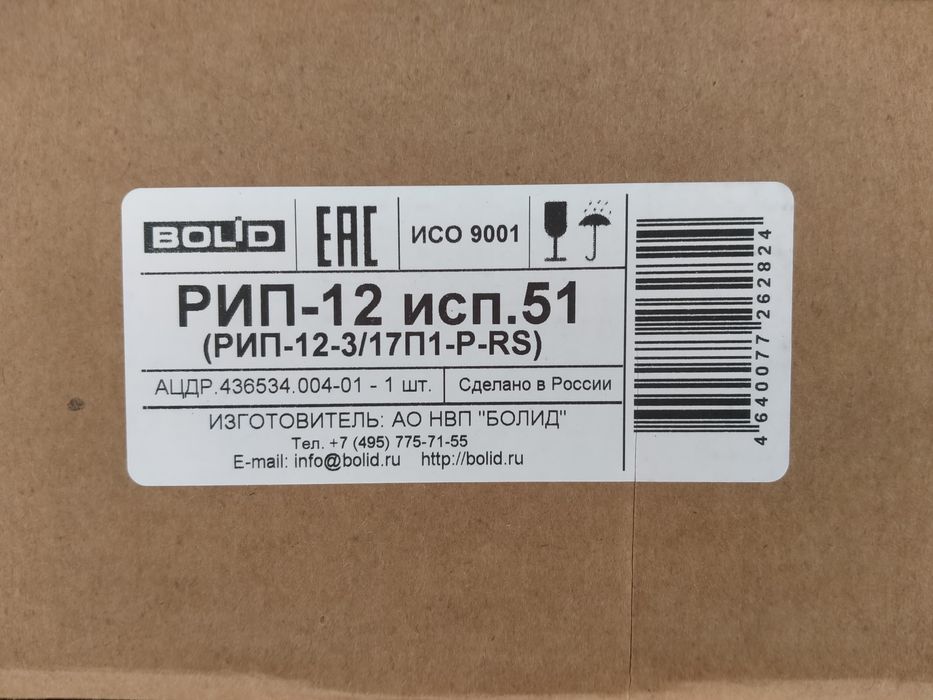 BOLID
ЕАС
ИСО 9001
РИП-12 исп.51
(РИП-12-3/17П1-Р-RS)
АЦДР.436534.004-01 - 1 шт.
Сделано в России
ИЗГОТОВИТЕЛЬ: АО НВП "БОЛИД"
Тел. +7 (495) 775-71-55
E-mail: info@bolid.ru http://bolid.ru
4 640077 262824